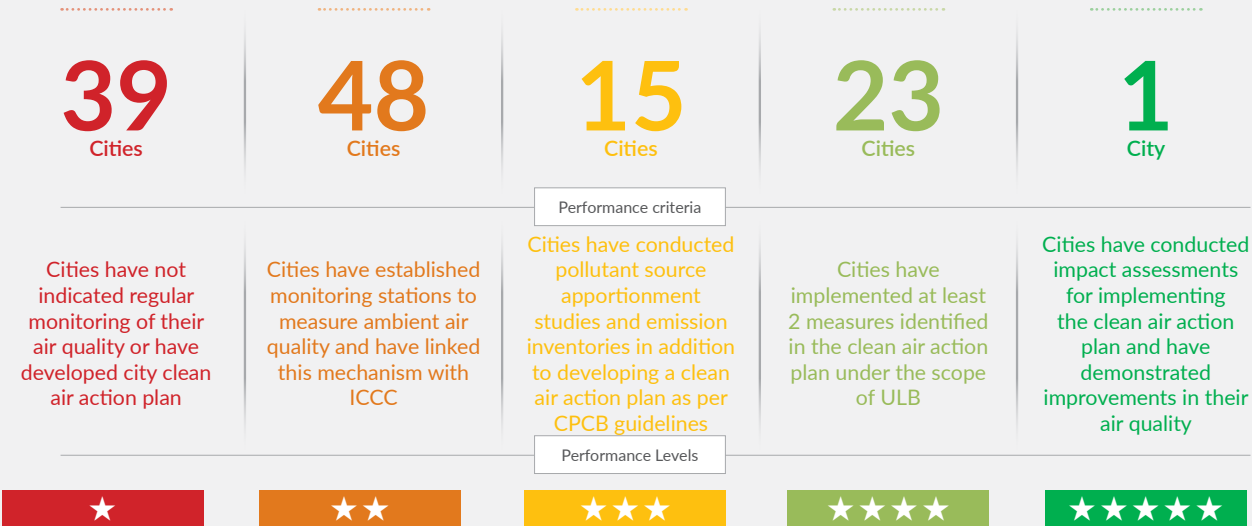 39
Cities
48
Cities
15
Cities
23
Cities
1
City
Performance criteria
Cities have not
indicated regular
monitoring of their
air quality or have
developed city clean
air action plan
Cities have established
monitoring stations to
measure ambient air
quality and have linked
this mechanism with
ICCC
Cities have conducted
pollutant source
apportionment
studies and emission
inventories in addition
to developing a clean
air action plan as per
CPCB guidelines
Cities have
implemented at least
2 measures identified
in the clean air action
plan under the scope
of ULB
Cities have conducted
impact assessments
for implementing
the clean air action
plan and have
demonstrated
improvements in their
air quality
Performance Levels